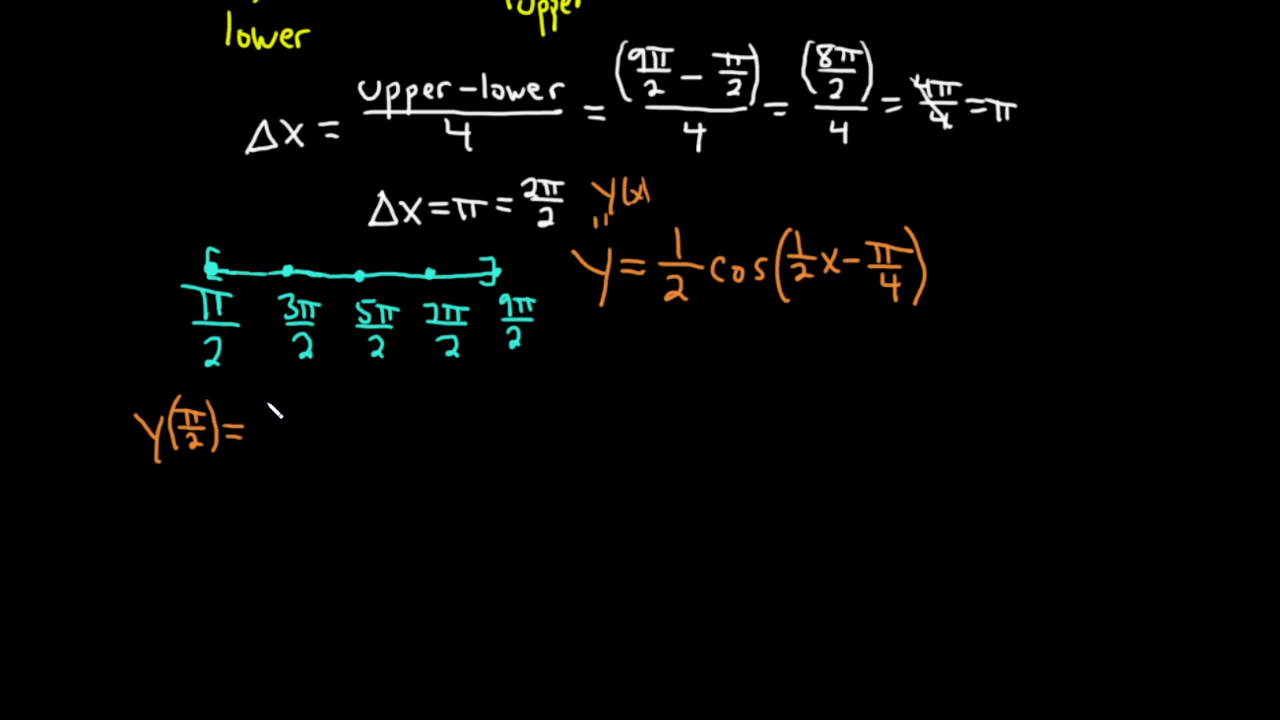 lower
upper
Δx = upper-lower/4 = (9π/2 - π/2)/4 = (8π/2)/4 = 4π/4 = π
Δx = π = 2π/2
y(x)
"
y = 1/2 cos(1/2 x - π/4)
[ ]
π/2 3π/2 5π/2 7π/2 9π/2
y(π/2) =